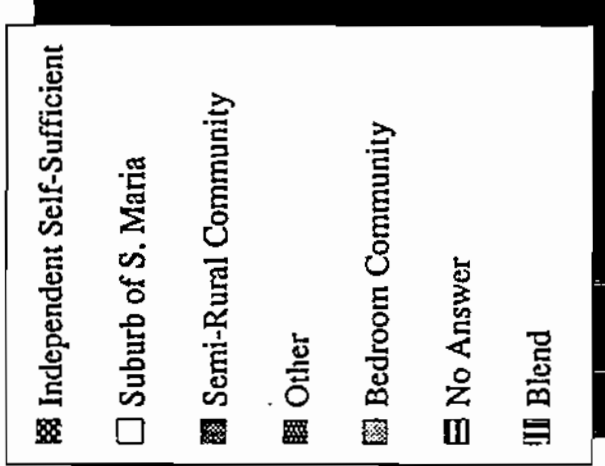 Independent Self-Sufficient
Suburb of S. Maria
Semi-Rural Community
Other
Bedroom Community
No Answer
Blend